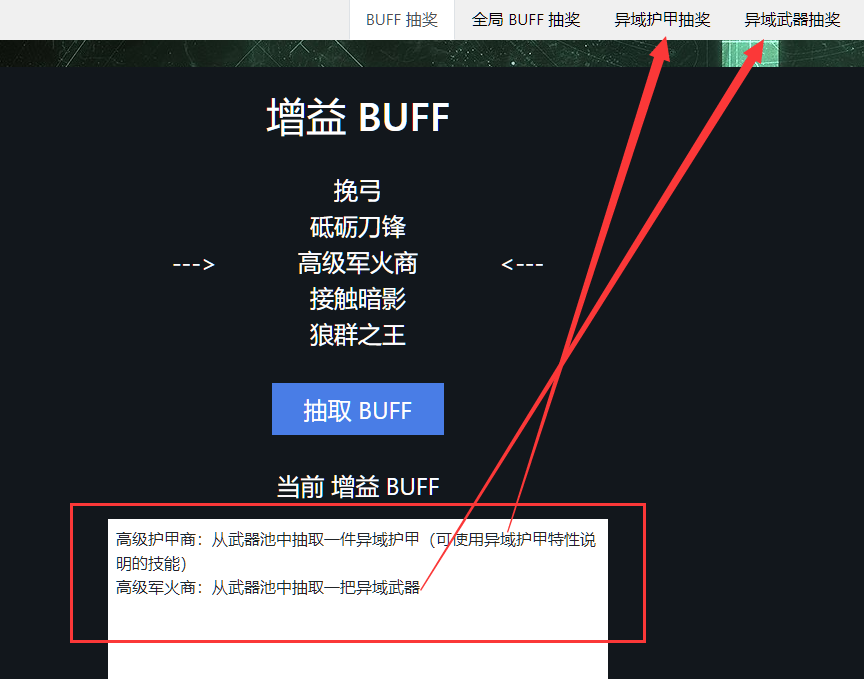 BUFF 抽奖 全局 BUFF 抽奖 异域护甲抽奖 异域武器抽奖
增益 BUFF
挽弓
砥砺刀锋
---> 高级军火商 <---
接触暗影
狼群之王
抽取 BUFF
当前 增益 BUFF
高级护甲商：从武器池中抽取一件异域护甲（可使用异域护甲特性说
明的技能）
高级军火商：从武器池中抽取一把异域武器